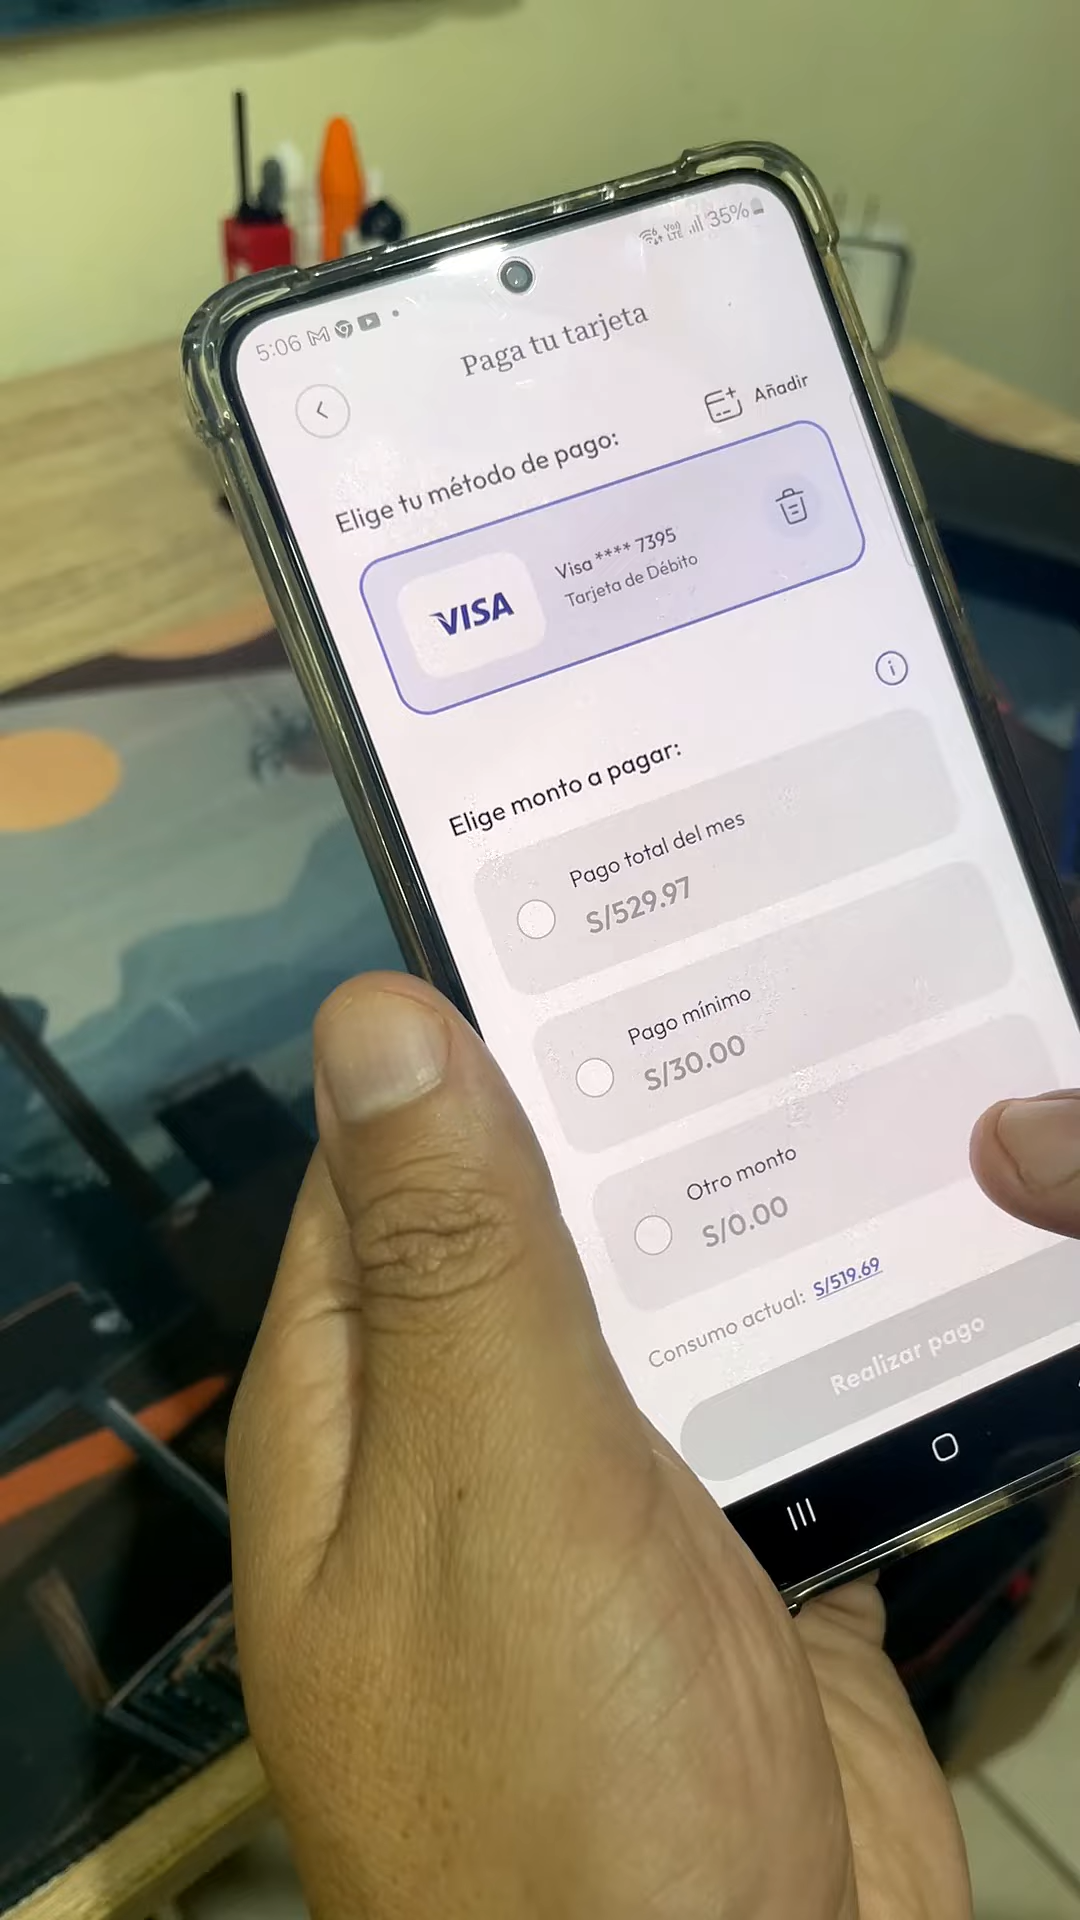 5:06
35%
Paga tu tarjeta
Añadir
Elige tu método de pago:
VISA
Visa **** 7395
Tarjeta de Débito
Elige monto a pagar:
Pago total del mes
S/529.97
Pago mínimo
S/30.00
Otro monto
S/0.00
Consumo actual: S/519.69
Realizar pago